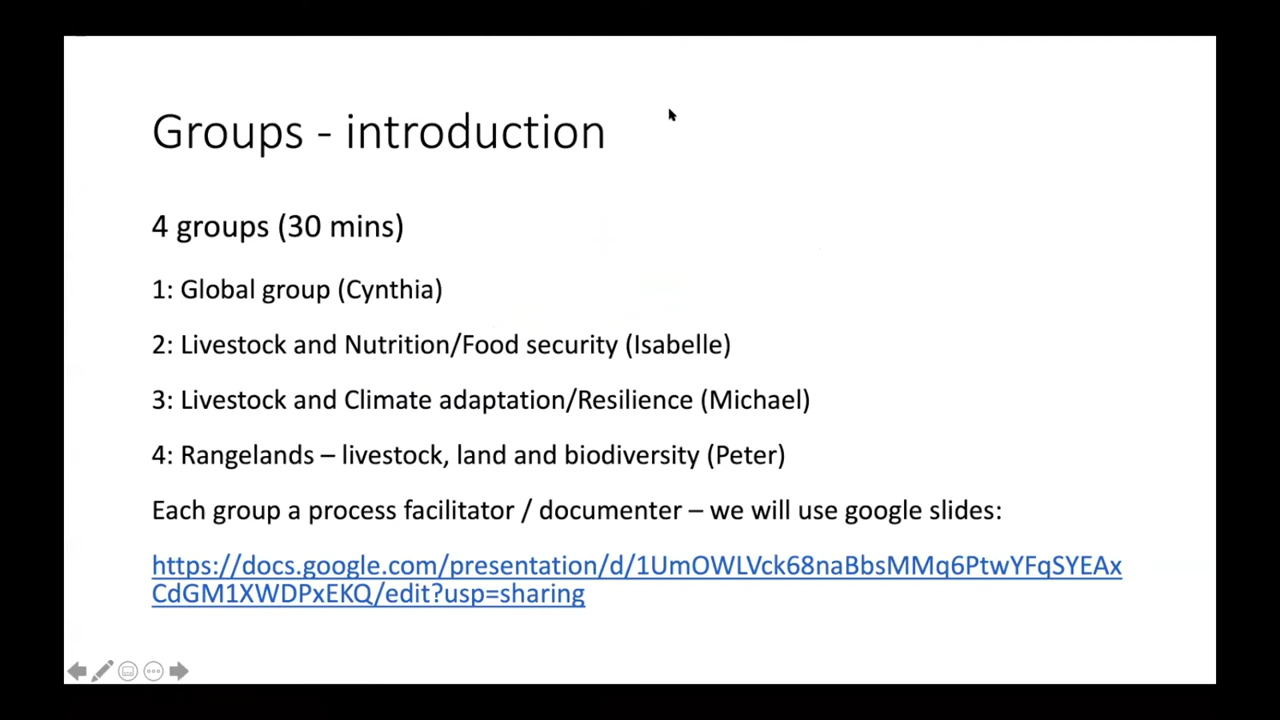 Groups - introduction
4 groups (30 mins)
1: Global group (Cynthia)
2: Livestock and Nutrition/Food security (Isabelle)
3: Livestock and Climate adaptation/Resilience (Michael)
4: Rangelands – livestock, land and biodiversity (Peter)
Each group a process facilitator / documenter – we will use google slides:
https://docs.google.com/presentation/d/1UmOWLVck68naBbsMMq6PtwYFqSYEAx
CdGM1XWDPxEKQ/edit?usp=sharing